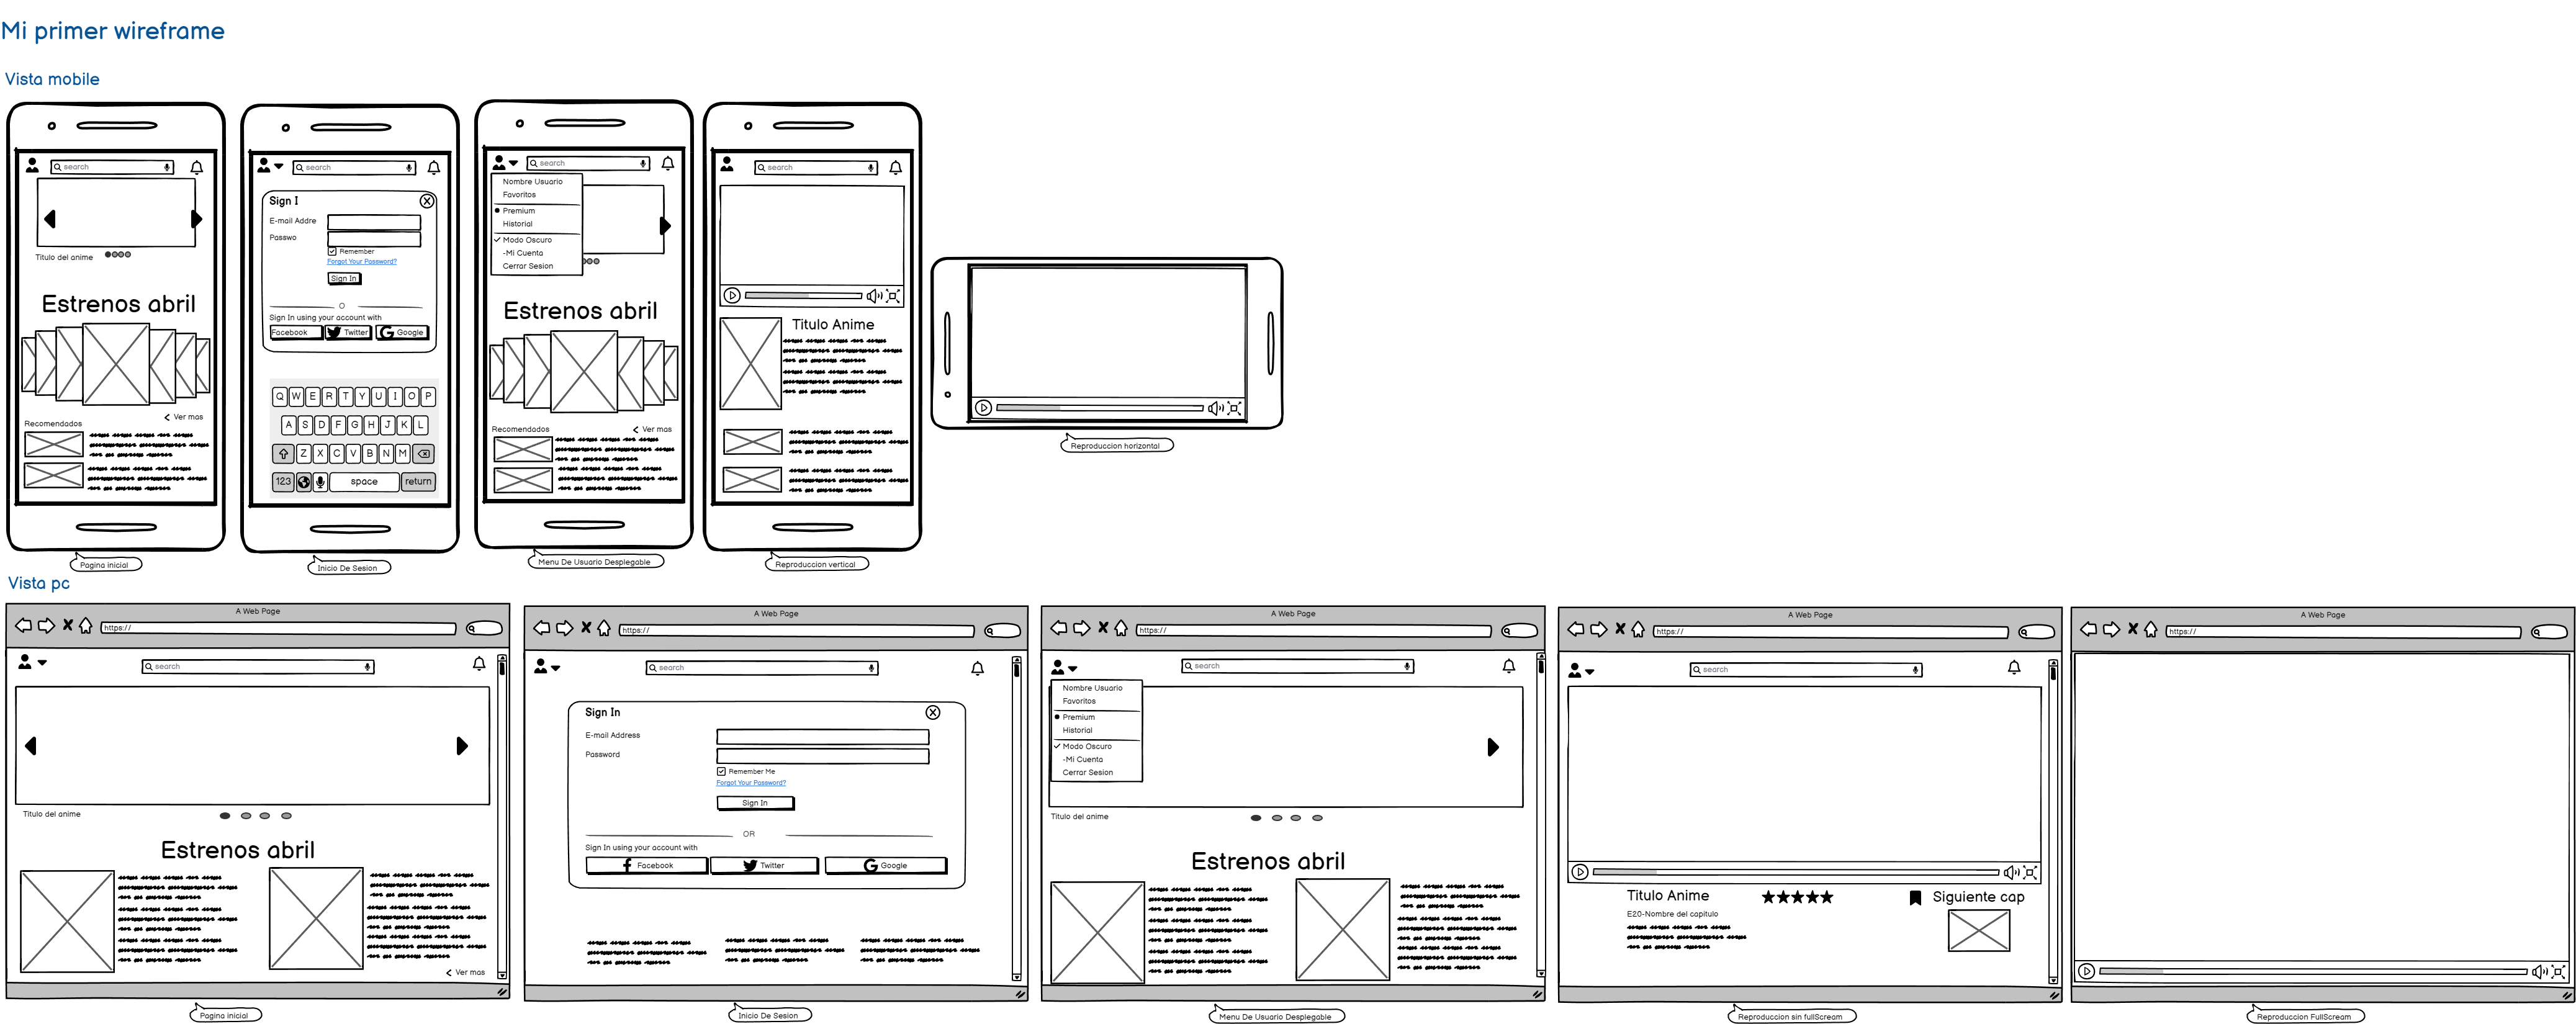 Mi primer wireframe
Vista mobile
search
Titulo del anime
Estrenos abril
Ver mas
Recomendados
Pagina inicial
search
Sign I
E-mail Addre
Passwo
Remember
Forgot Your Password?
Sign In
O
Sign In using your account with
Facebook Twitter Google
Q W E R T Y U I O P
A S D F G H J K L
Z X C V B N M
123 space return
Inicio De Sesion
search
Nombre Usuario
Favoritos
Premium
Historial
Modo Oscuro
-Mi Cuenta
Cerrar Sesion
Estrenos abril
Ver mas
Recomendados
Menu De Usuario Desplegable
search
Titulo Anime
Reproduccion vertical
Reproduccion horizontal
Vista pc
A Web Page
https://
search
Titulo del anime
Estrenos abril
Ver mas
Pagina inicial
A Web Page
https://
search
Sign In
E-mail Address
Password
Remember Me
Forgot Your Password?
Sign In
OR
Sign In using your account with
Facebook Twitter Google
Inicio De Sesion
A Web Page
https://
search
Nombre Usuario
Favoritos
Premium
Historial
Modo Oscuro
-Mi Cuenta
Cerrar Sesion
Titulo del anime
Estrenos abril
Menu De Usuario Desplegable
A Web Page
https://
search
Titulo Anime
Siguiente cap
E20-Nombre del capitulo
Reproduccion sin fullScream
A Web Page
https://
Reproduccion FullScream